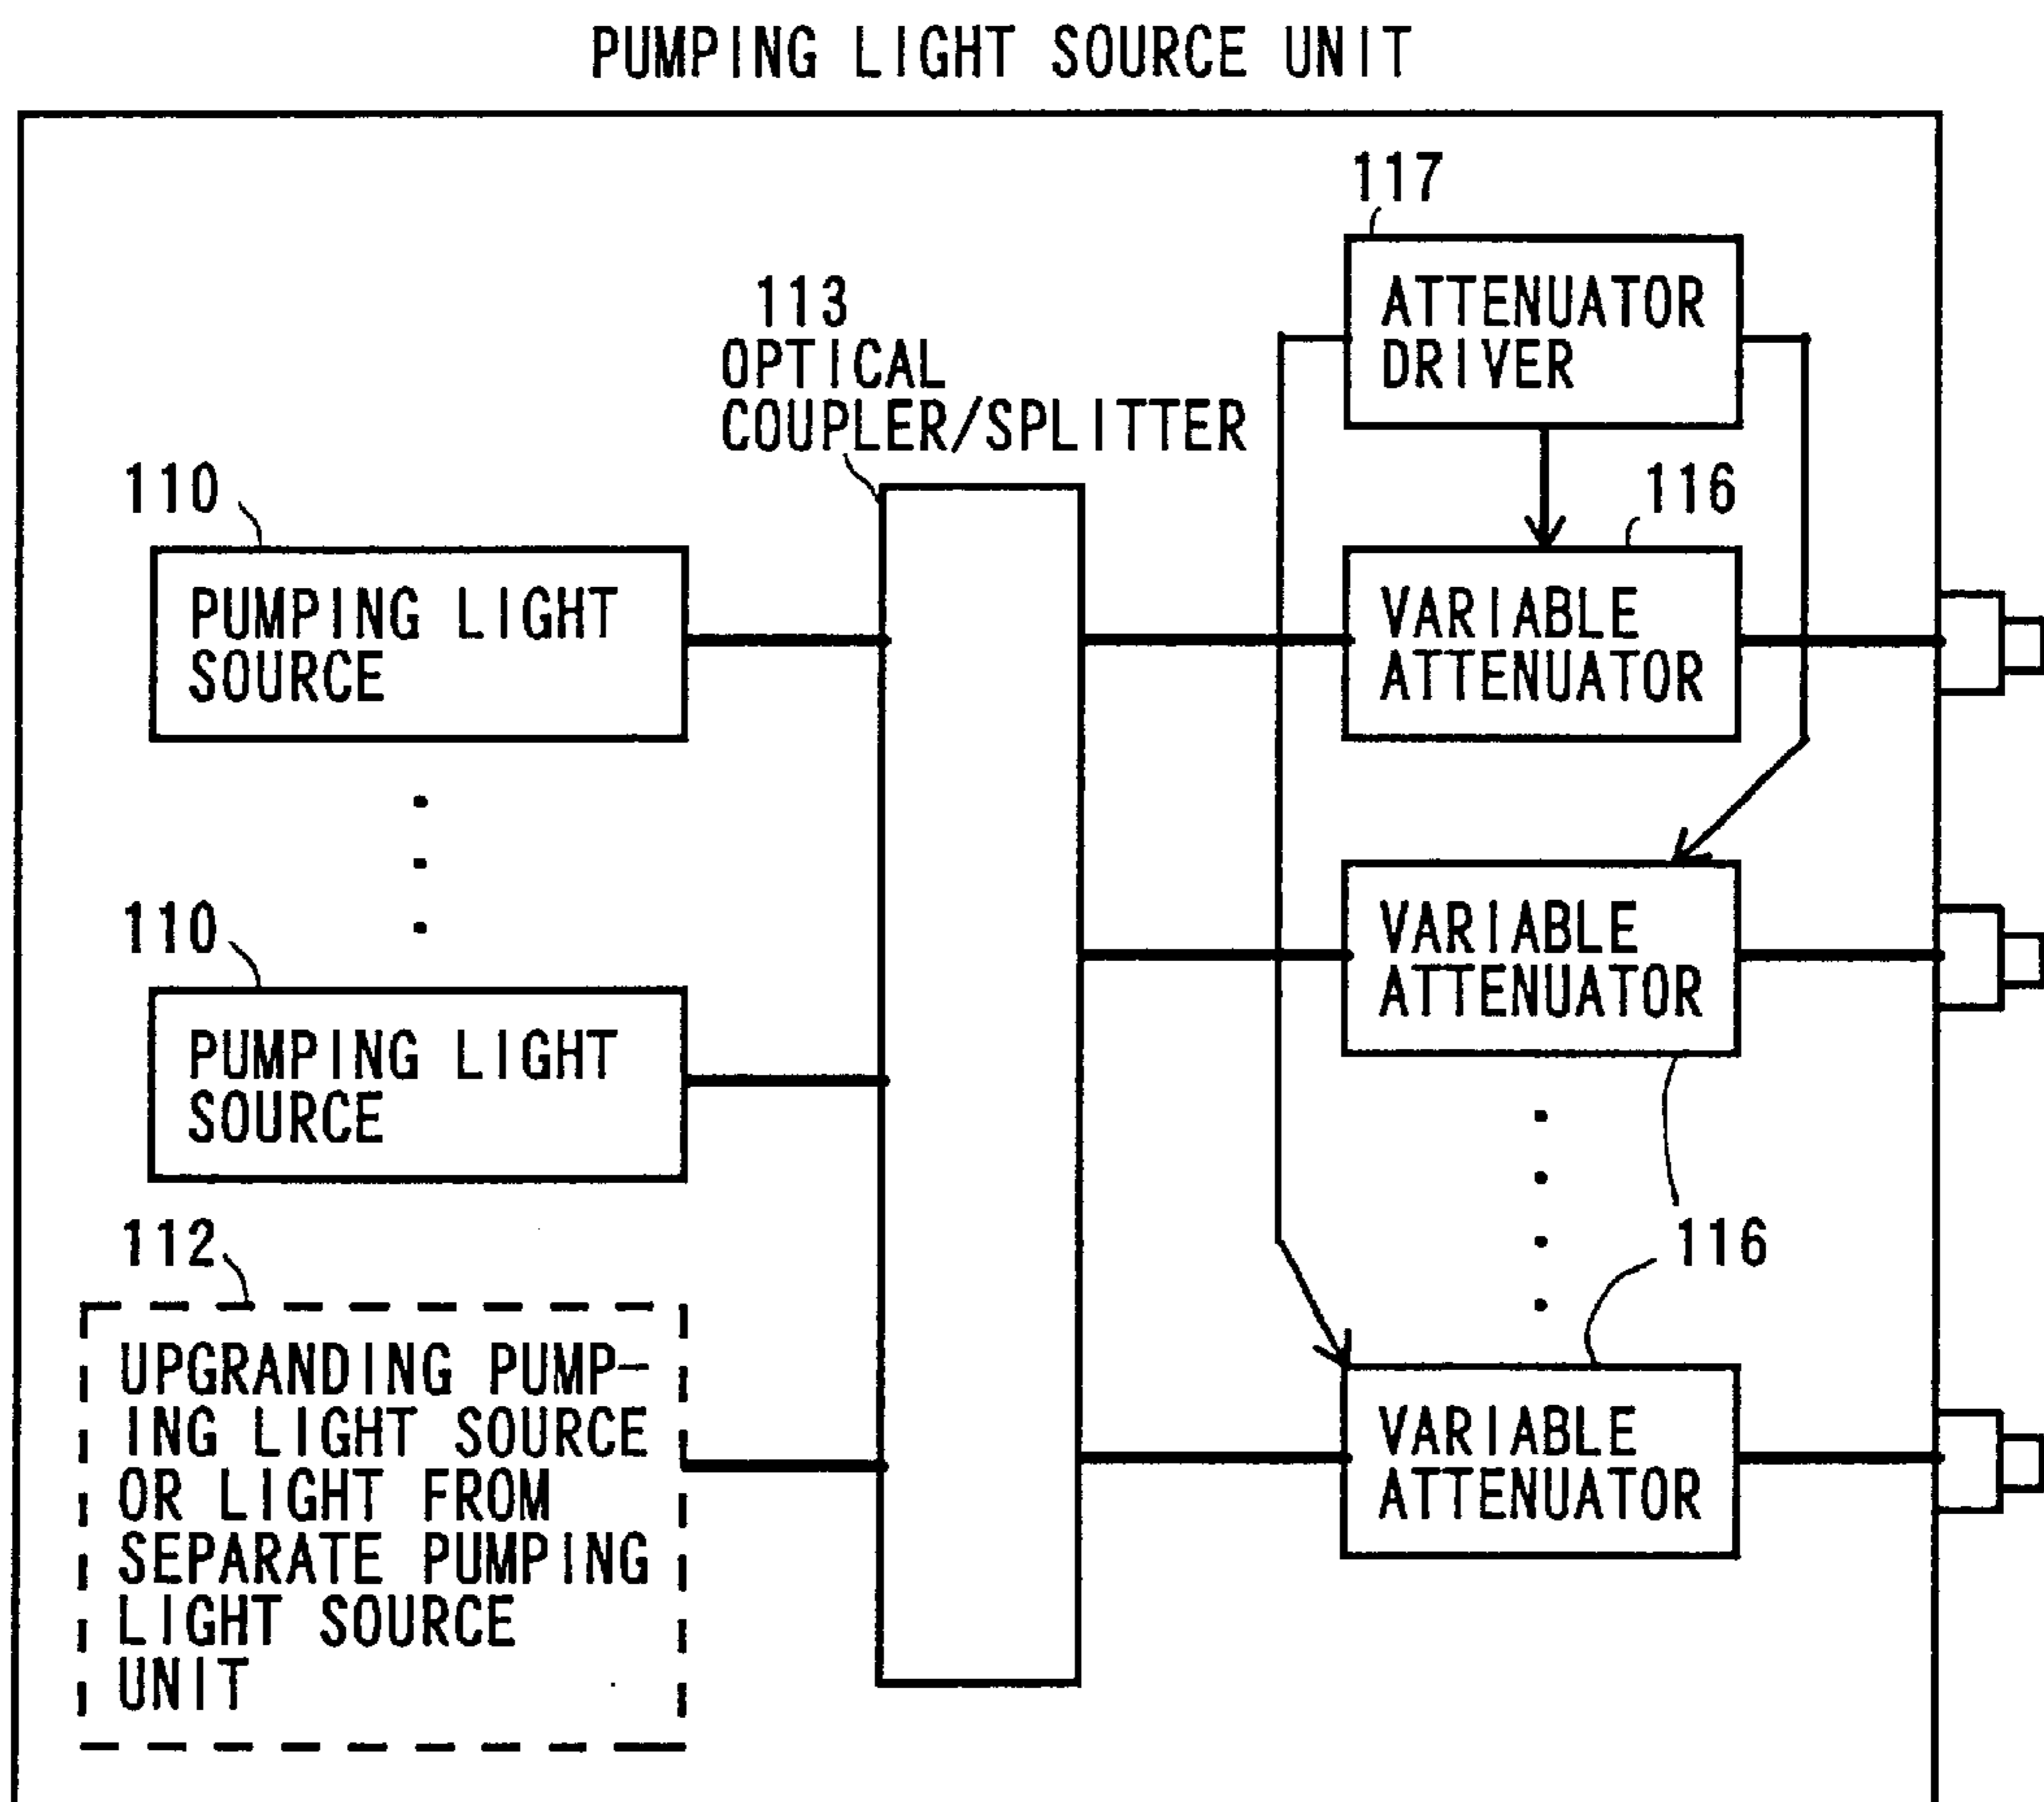 PUMPING LIGHT SOURCE UNIT
117
ATTENUATOR
DRIVER
113
OPTICAL
COUPLER/SPLITTER
110
PUMPING LIGHT
SOURCE
116
VARIABLE
ATTENUATOR
110
PUMPING LIGHT
SOURCE
VARIABLE
ATTENUATOR
116
112
UPGRANDING PUMP-
ING LIGHT SOURCE
OR LIGHT FROM
SEPARATE PUMPING
LIGHT SOURCE
UNIT
VARIABLE
ATTENUATOR